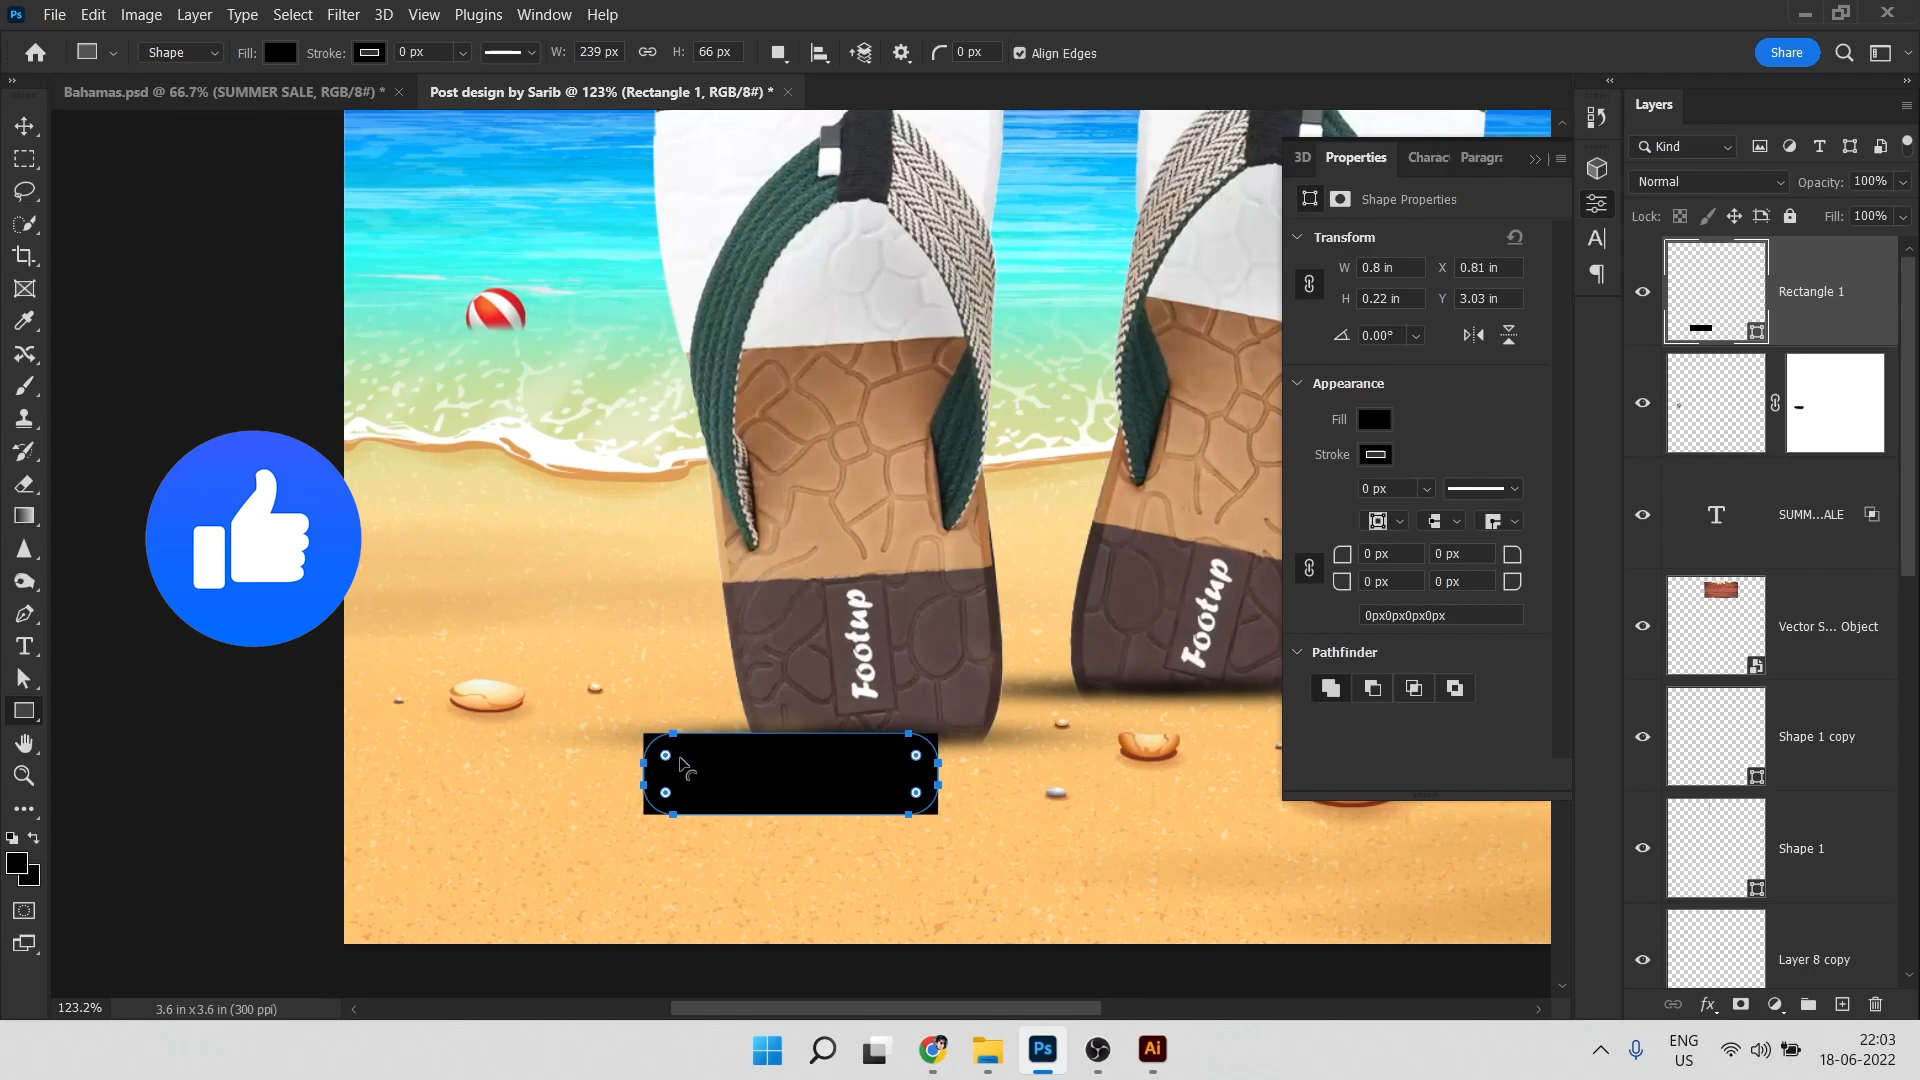 Ps File Edit Image Layer Type Select Filter 3D View Plugins Window Help
Shape Fill: Stroke: 0 px W: 239 px H: 66 px 0 px Align Edges Share
Bahamas.psd @ 66.7% (SUMMER SALE, RGB/8#) *
Post design by Sarib @ 123% (Rectangle 1, RGB/8#) *
3D Properties Charac Paragra
Shape Properties
Transform
W 0.8 in X 0.81 in
H 0.22 in Y 3.03 in
0.00°
Appearance
Fill
Stroke
0 px
0 px 0 px
0 px 0 px
0px0px0px0px
Pathfinder
Layers
Kind
Normal Opacity: 100%
Lock: Fill: 100%
Rectangle 1
SUMM...ALE
Vector S... Object
Shape 1 copy
Shape 1
Layer 8 copy
Footup
Footup
123.2% 3.6 in x 3.6 in (300 ppi)
Ps Ai
ENG
US
22:03
18-06-2022